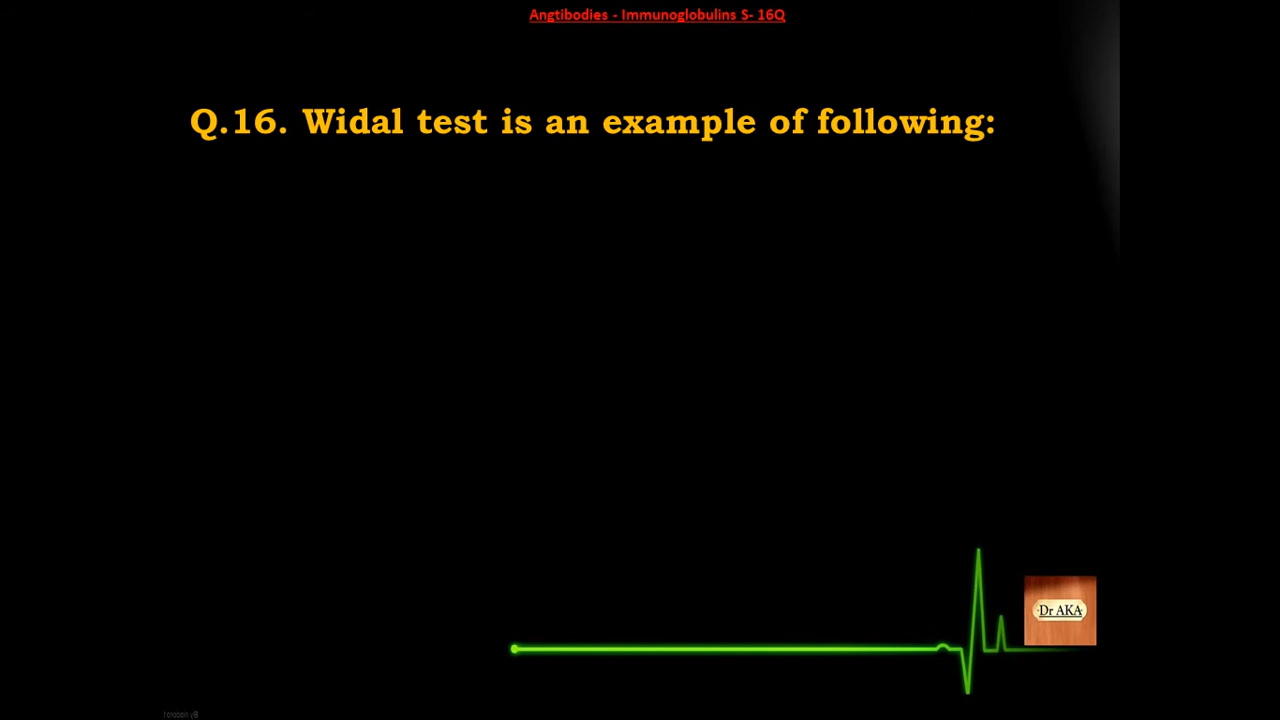 Angtibodies - Immunoglobulins S- 16Q
Q.16. Widal test is an example of following:
Dr AKA